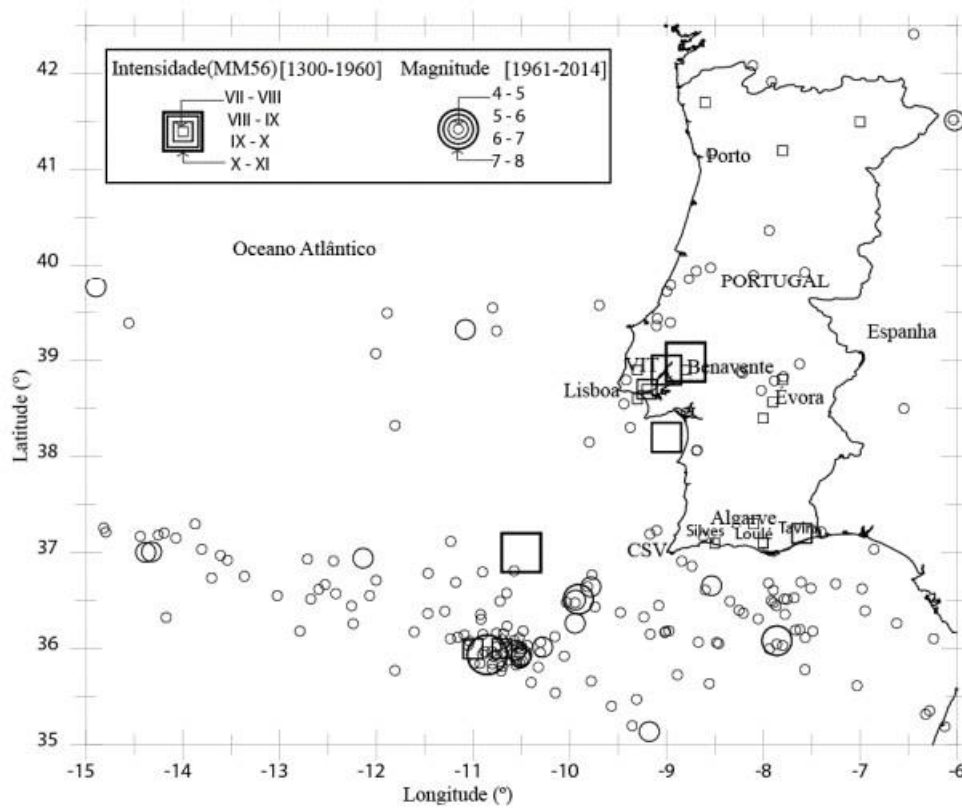 42
41
40
39
38
37
36
35
Latitude (º)
Intensidade(MM56) [1300-1960]
VII - VIII
VIII - IX
IX - X
X - XI
Magnitude [1961-2014]
4 - 5
5 - 6
6 - 7
7 - 8
Porto
Oceano Atlântico
PORTUGAL
Espanha
VIT
Benavente
Lisboa
Évora
Algarve
Silves
Loulé
Tavira
CSV
-15
-14
-13
-12
-11
-10
-9
-8
-7
-6
Longitude (º)